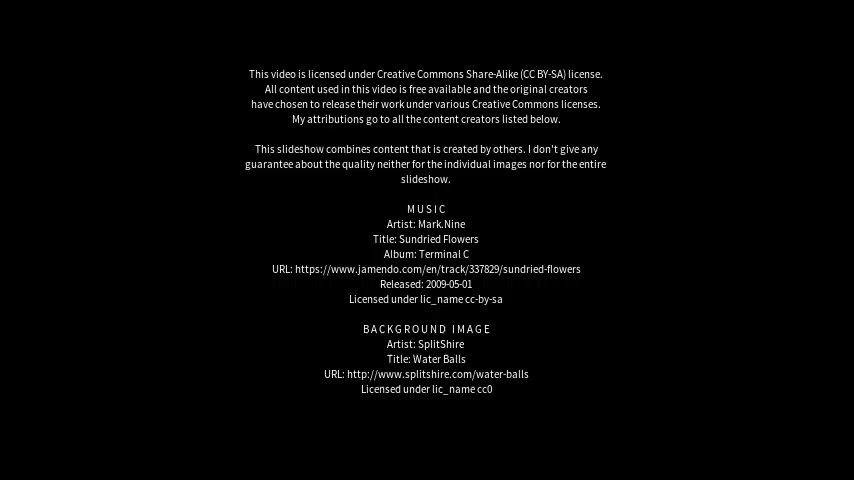 This video is licensed under Creative Commons Share-Alike (CC BY-SA) license.
All content used in this video is free available and the original creators
have chosen to release their work under various Creative Commons licenses.
My attributions go to all the content creators listed below.
This slideshow combines content that is created by others. I don't give any
guarantee about the quality neither for the individual images nor for the entire
slideshow.
MUSIC
Artist: Mark.Nine
Title: Sundried Flowers
Album: Terminal C
URL: https://www.jamendo.com/en/track/337829/sundried-flowers
Released: 2009-05-01
Licensed under lic_name cc-by-sa
BACKGROUND IMAGE
Artist: SplitShire
Title: Water Balls
URL: http://www.splitshire.com/water-balls
Licensed under lic_name cc0